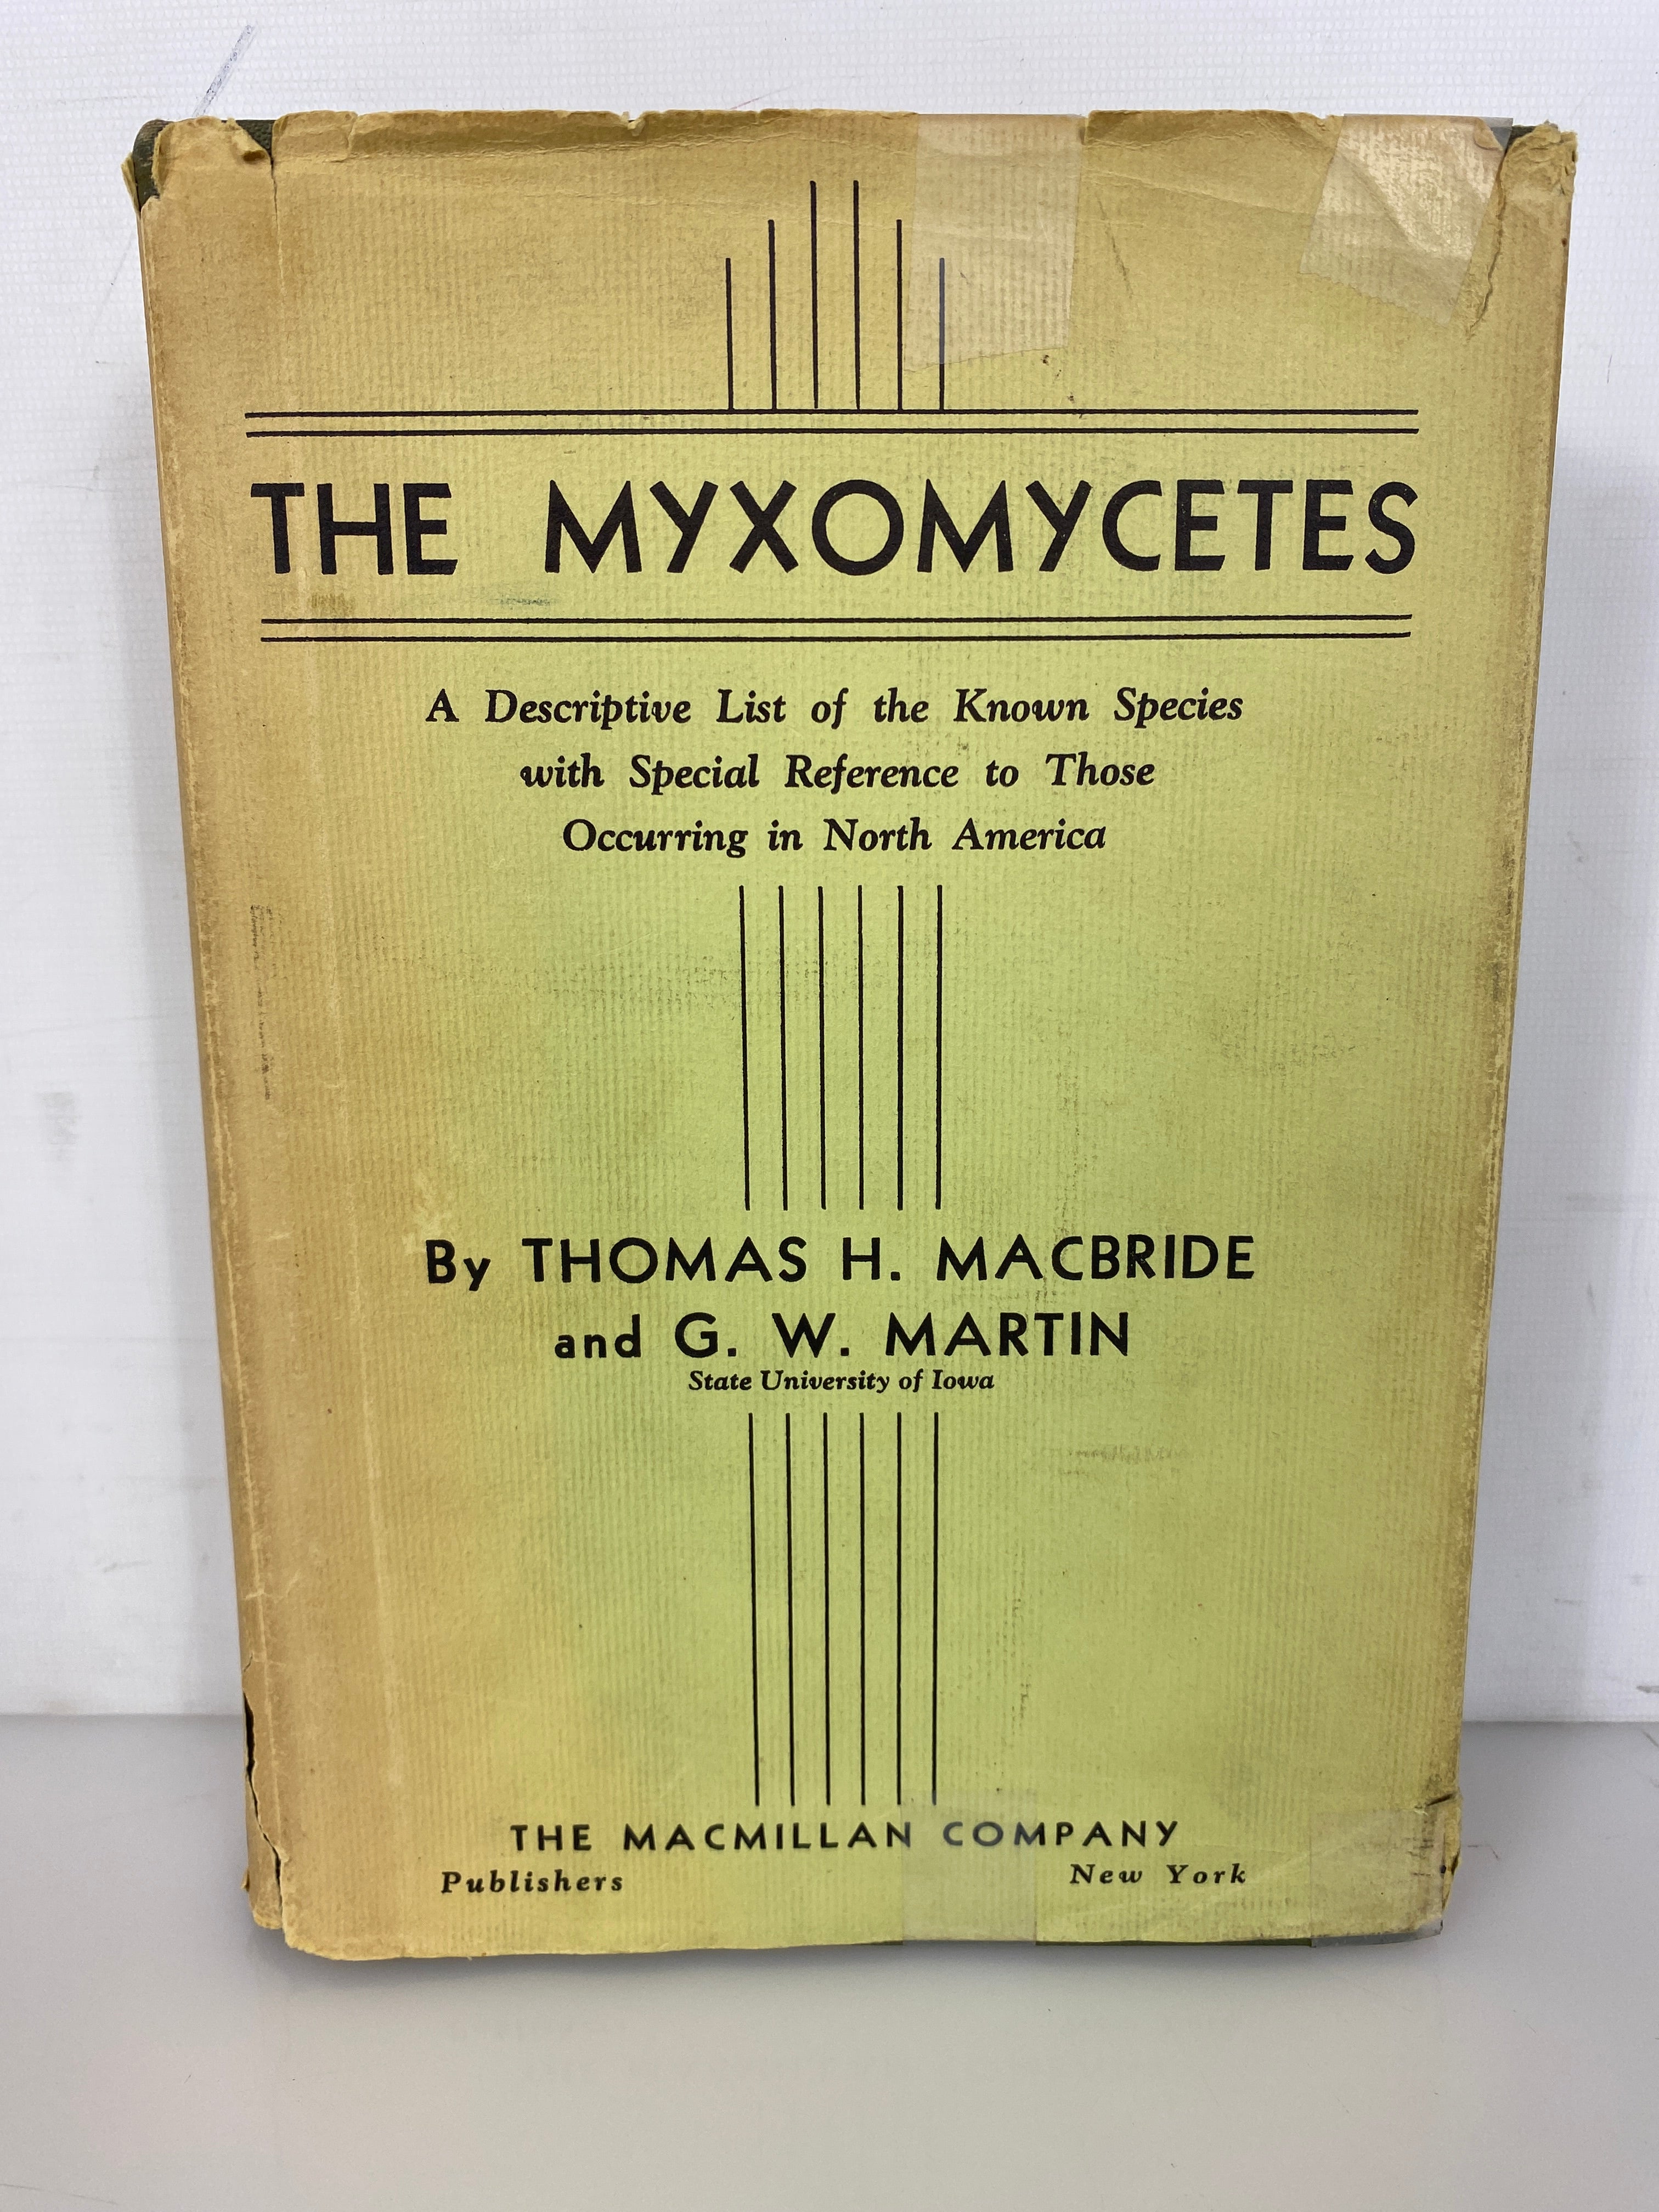 THE MYXOMYCETES
A Descriptive List of the Known Species
with Special Reference to Those
Occurring in North America
By THOMAS H. MACBRIDE
and G. W. MARTIN
State University of Iowa
THE MACMILLAN COMPANY
Publishers New York